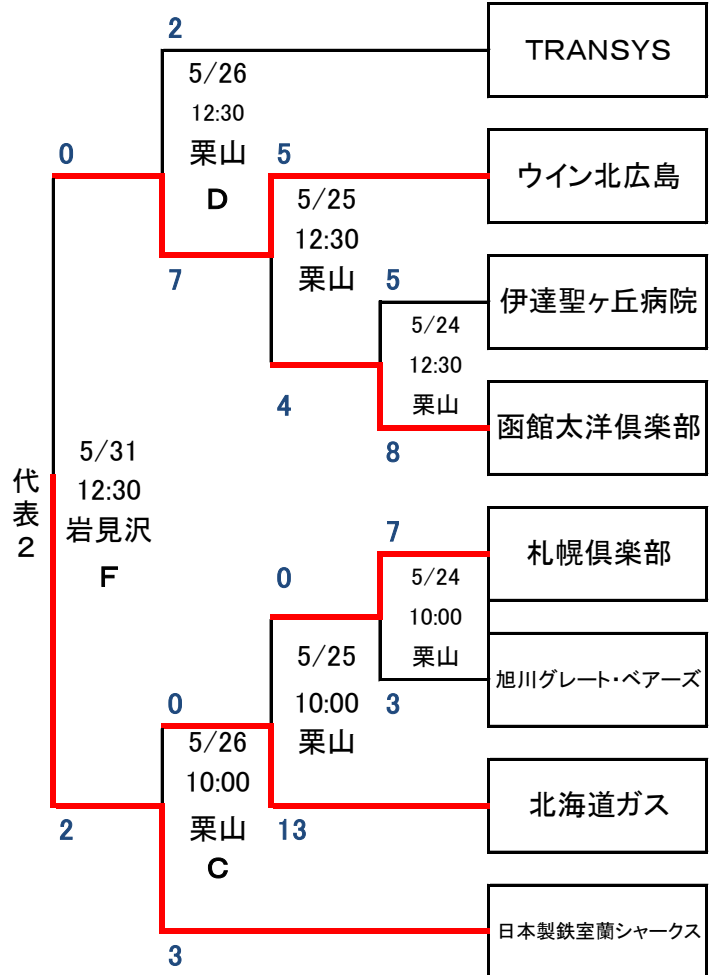 2
TRANSYS
5/26
12:30
栗山
D
0
5
ウイン北広島
5/25
12:30
栗山
7
5
伊達聖ヶ丘病院
5/24
12:30
栗山
4
8
函館太洋倶楽部
代表2
5/31
12:30
岩見沢
F
7
札幌倶楽部
0
5/24
10:00
栗山
5/25
10:00
栗山
3
旭川グレート・ベアーズ
0
5/26
10:00
栗山
C
13
北海道ガス
2
3
日本製鉄室蘭シャークス